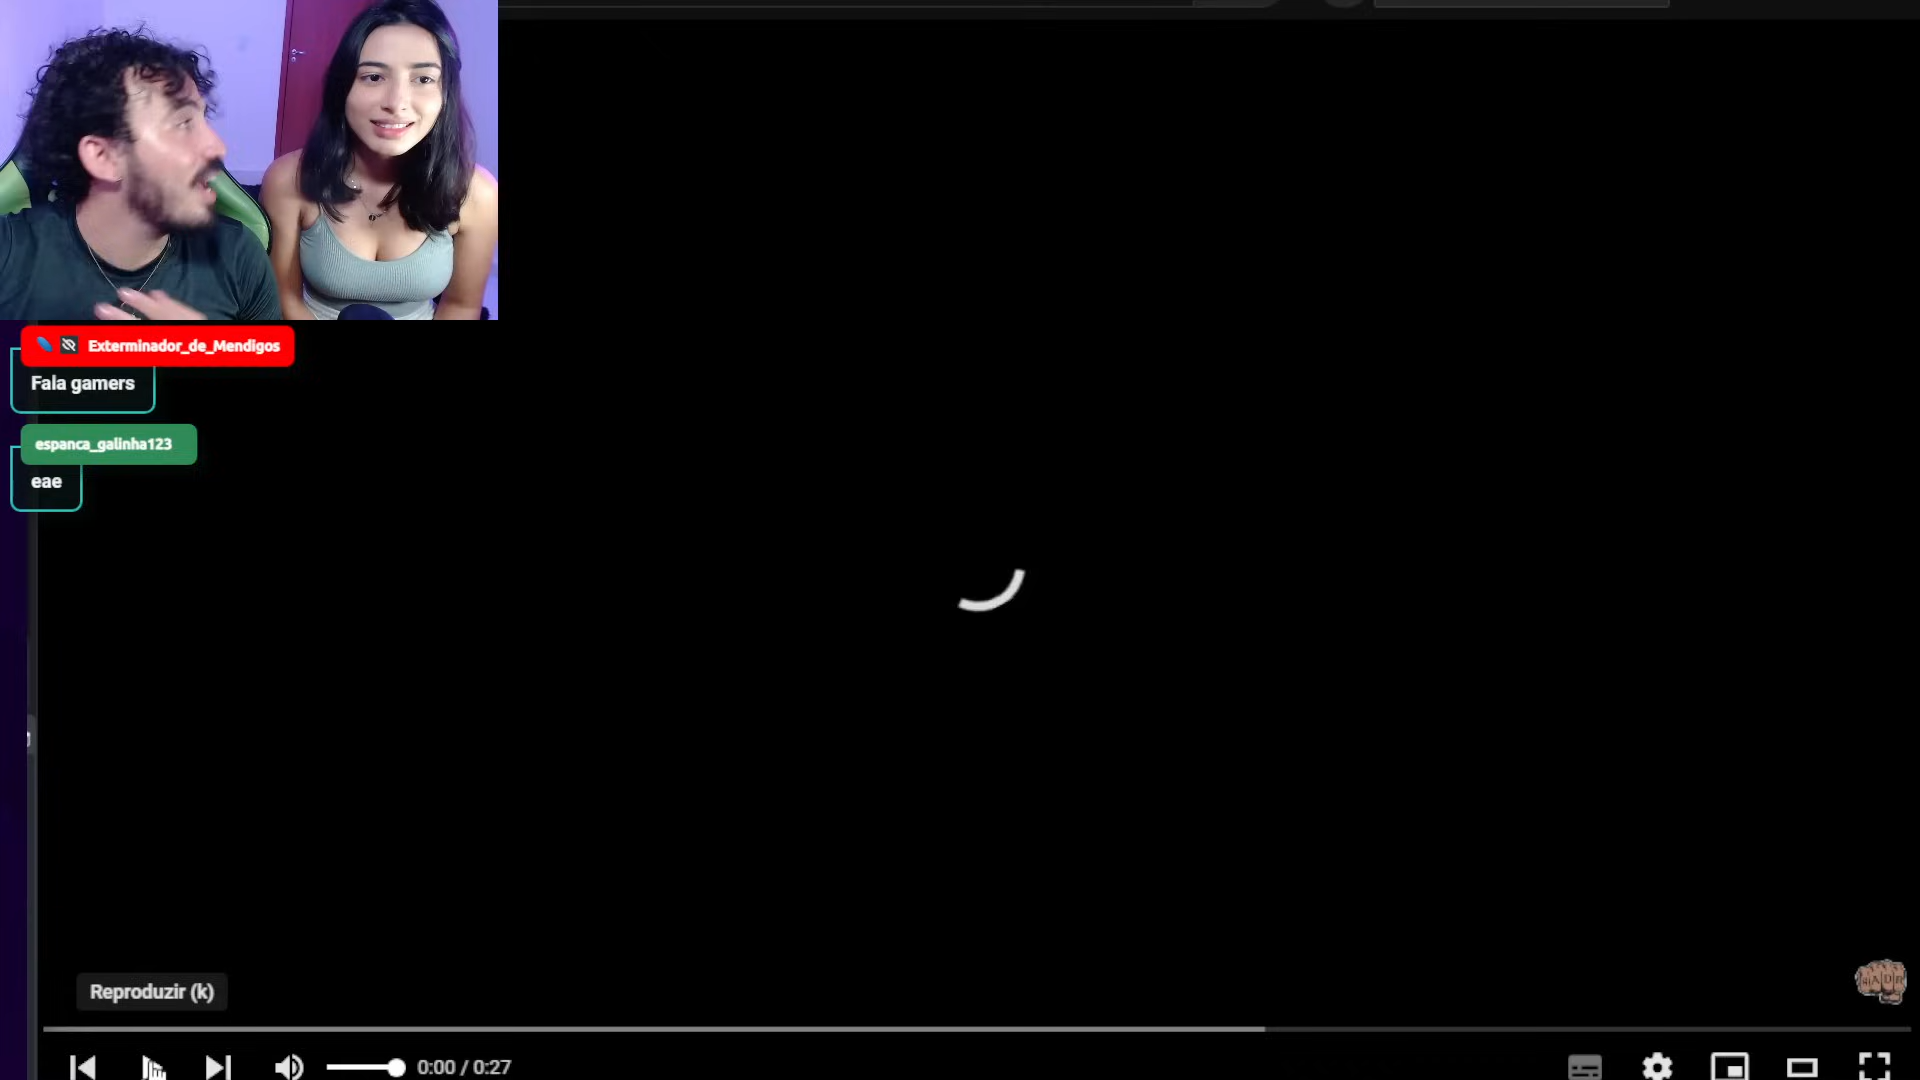 Exterminador_de_Mendigos
Fala gamers
espanca_galinha123
eae
Reproduzir (k)
0:00 / 0:27